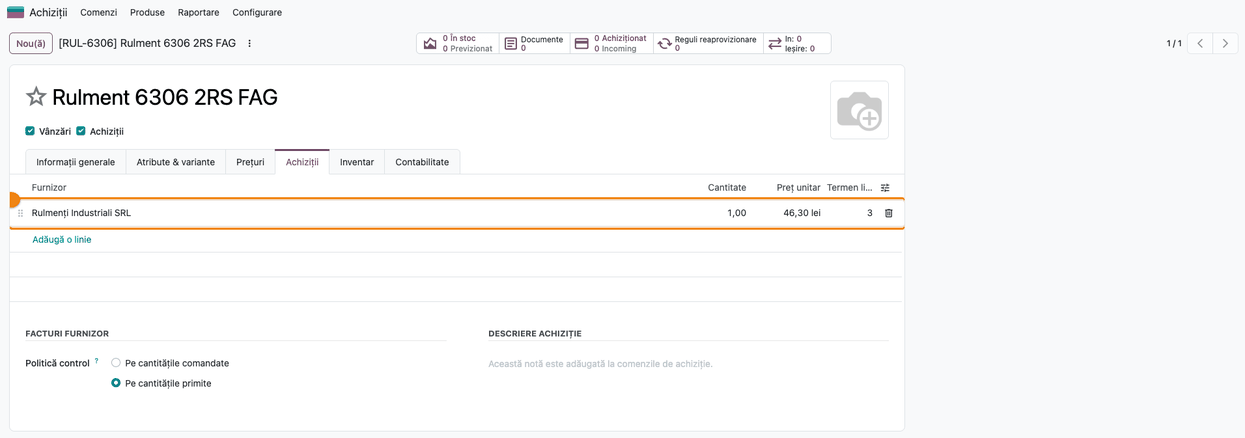 Achiziții Comenzi Produse Raportare Configurare
Nou(ă) [RUL-6306] Rulment 6306 2RS FAG
0 În stoc
0 Previzionat
Documente
0
0 Achiziționat
0 Incoming
Reguli reaprovizionare
0
In: 0
Ieșire: 0
1 / 1
Rulment 6306 2RS FAG
Vânzări Achiziții
Informații generale Atribute & variante Prețuri Achiziții Inventar Contabilitate
Furnizor Cantitate Preț unitar Termen li...
Rulmenți Industriali SRL 1,00 46,30 lei 3
Adăugă o linie
FACTURI FURNIZOR
Politică control ? Pe cantitățile comandate
Pe cantitățile primite
DESCRIERE ACHIZIȚIE
Această notă este adăugată la comenzile de achiziție.